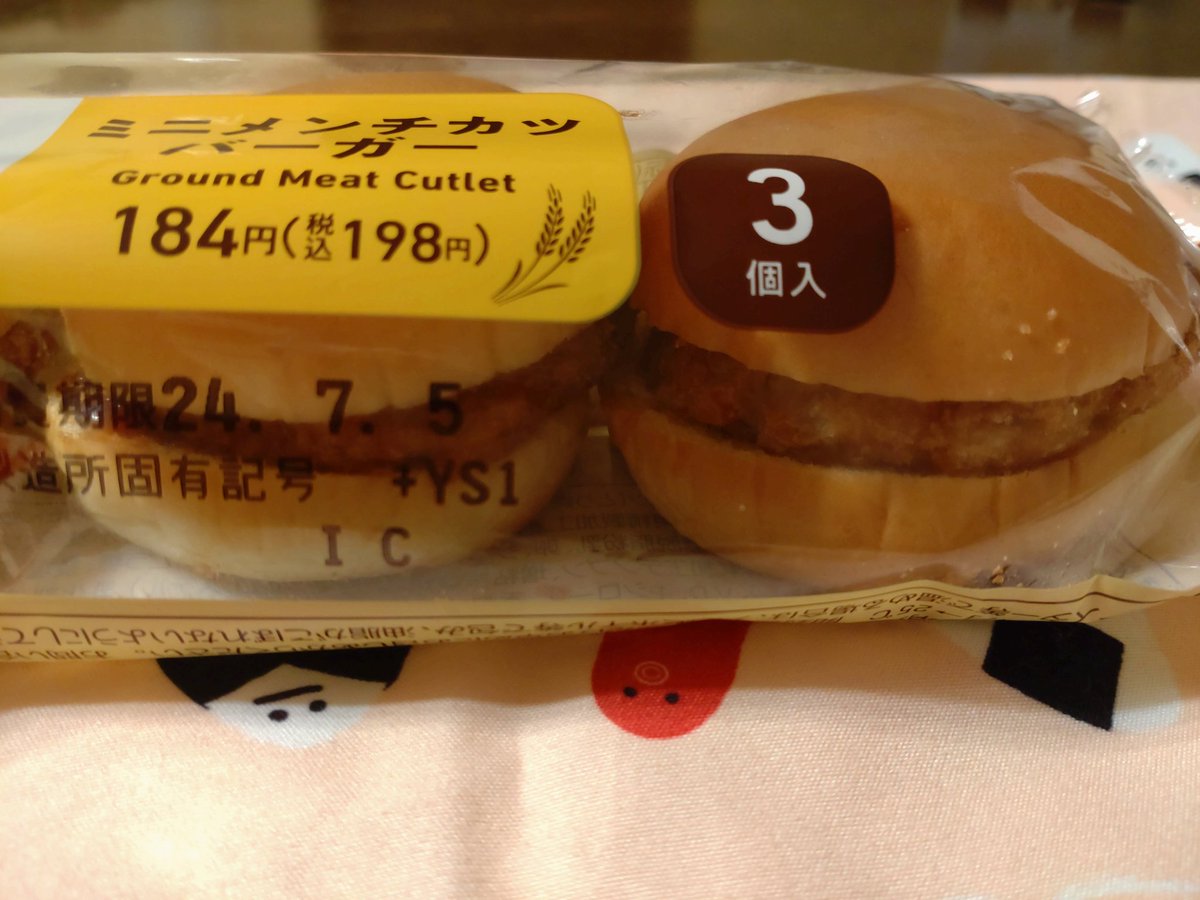 ミニメンチカツ
バーガー
Ground Meat Cutlet
184円(税込198円)
3
個入
期限24. 7. 5
造所固有記号 +YS1
I C